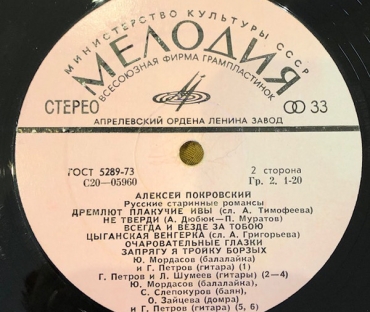 МИНИСТЕРСТВО КУЛЬТУРЫ СССР
МЕЛОДИЯ
ВСЕСОЮЗНАЯ ФИРМА ГРАМПЛАСТИНОК
СТЕРЕО
33
АПРЕЛЕВСКИЙ ОРДЕНА ЛЕНИНА ЗАВОД
ГОСТ 5289-73
С20—05960
2 сторона
Гр. 2. 1-20
АЛЕКСЕЙ ПОКРОВСКИЙ
Русские старинные романсы
ДРЕМЛЮТ ПЛАКУЧИЕ ИВЫ (сл. А. Тимофеева)
НЕ ТВЕРДИ (А. Дюбюк—П. Муратов)
ВСЕГДА И ВЕЗДЕ ЗА ТОБОЮ
ЦЫГАНСКАЯ ВЕНГЕРКА (сл. А. Григорьева)
ОЧАРОВАТЕЛЬНЫЕ ГЛАЗКИ
ЗАПРЯГУ Я ТРОЙКУ БОРЗЫХ
Ю. Мордасов (балалайка)
и Г. Петров (гитара) (1)
Г. Петров и Л. Шумеев (гитары) (2—4)
Ю. Мордасов (балалайка),
С. Слепокуров (баян),
О. Зайцева (домра)
и Г. Петров (гитара) (5, 6)